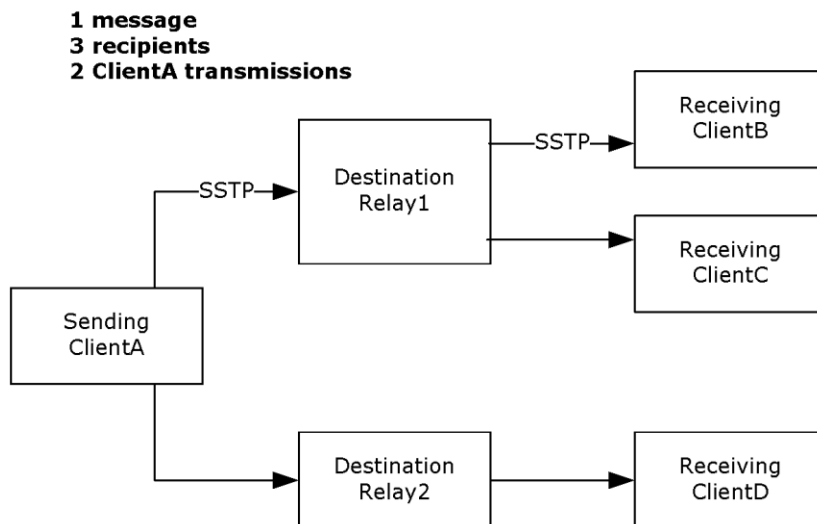 1 message
3 recipients
2 ClientA transmissions
Receiving
ClientB
SSTP
Destination
Relay1
SSTP
Receiving
ClientC
Sending
ClientA
Destination
Relay2
Receiving
ClientD